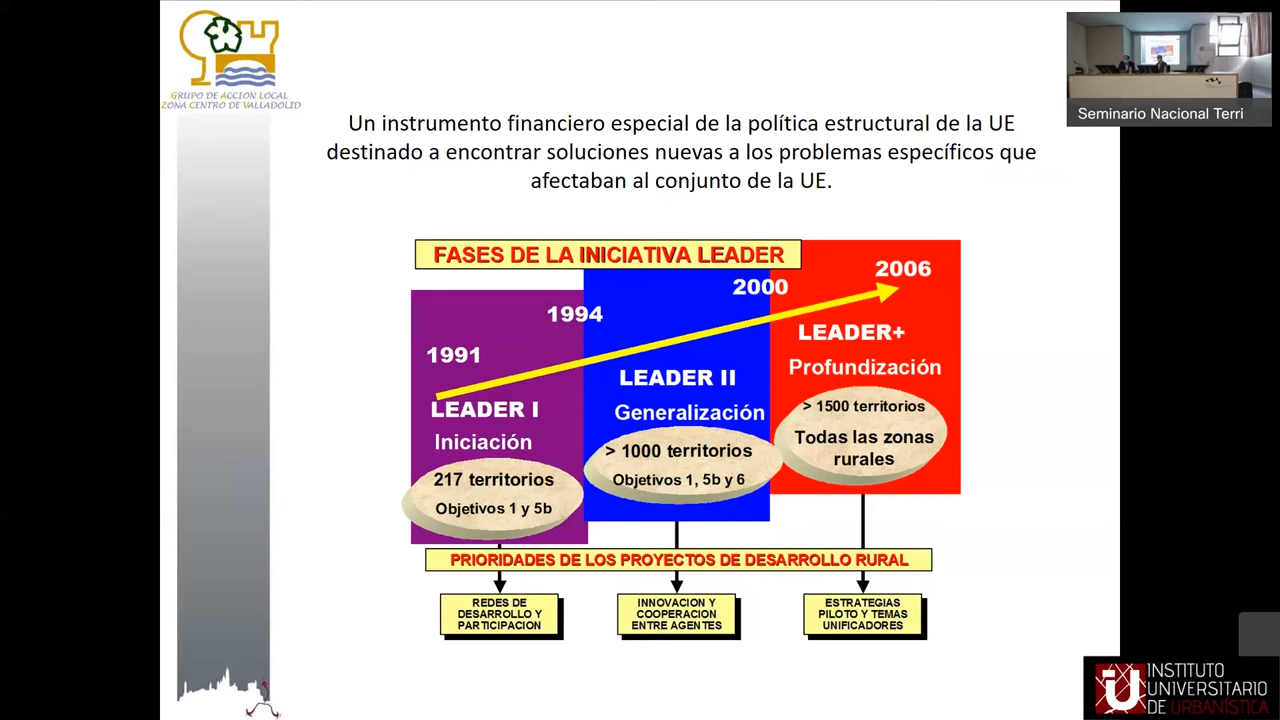 GRUPO DE ACCION LOCAL
ZONA CENTRO DE VALLADOLID
Seminario Nacional Terri
Un instrumento financiero especial de la política estructural de la UE
destinado a encontrar soluciones nuevas a los problemas específicos que
afectaban al conjunto de la UE.
FASES DE LA INICIATIVA LEADER
1991
LEADER I
Iniciación
217 territorios
Objetivos 1 y 5b
1994
LEADER II
Generalización
> 1000 territorios
Objetivos 1, 5b y 6
2000
2006
LEADER+
Profundización
> 1500 territorios
Todas las zonas
rurales
PRIORIDADES DE LOS PROYECTOS DE DESARROLLO RURAL
REDES DE
DESARROLLO Y
PARTICIPACION
INNOVACION Y
COOPERACION
ENTRE AGENTES
ESTRATEGIAS
PILOTO Y TEMAS
UNIFICADORES
iU
INSTITUTO
UNIVERSITARIO
DE URBANÍSTICA